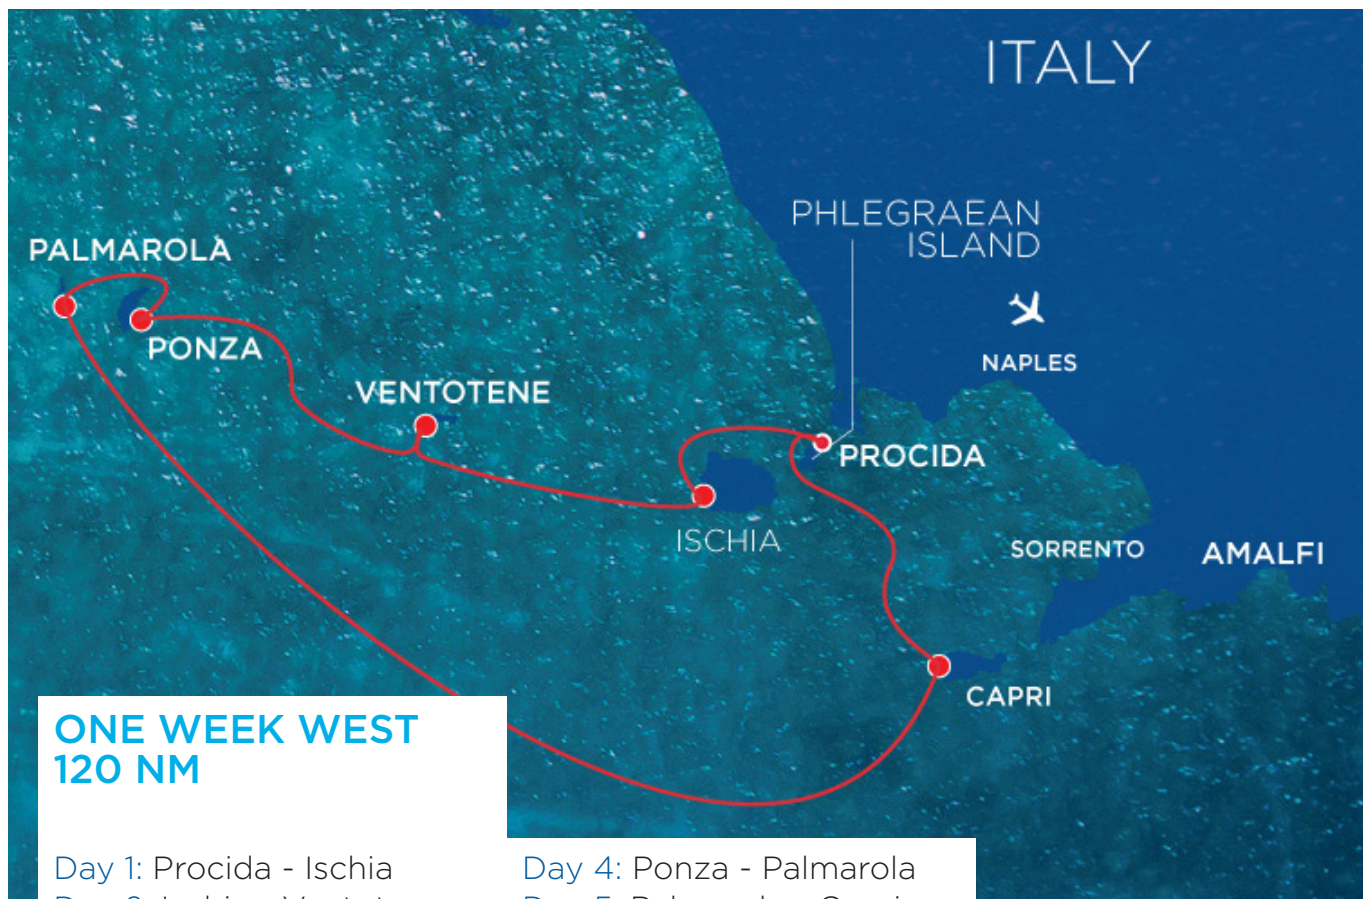 ITALY
PHLEGRAEAN
ISLAND
PALMAROLA
NAPLES
PONZA
VENTOTENE
PROCIDA
ISCHIA
SORRENTO
AMALFI
CAPRI
ONE WEEK WEST
120 NM
Day 1: Procida - Ischia
Day 4: Ponza - Palmarola